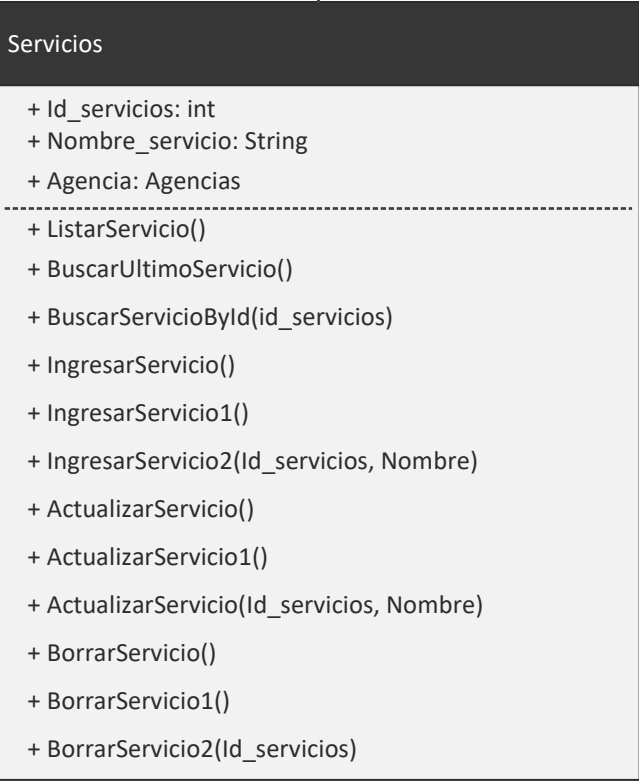 Servicios
+ Id_servicios: int
+ Nombre_servicio: String
+ Agencia: Agencias
+ ListarServicio()
+ BuscarUltimoServicio()
+ BuscarServicioById(id_servicios)
+ IngresarServicio()
+ IngresarServicio1()
+ IngresarServicio2(Id_servicios, Nombre)
+ ActualizarServicio()
+ ActualizarServicio1()
+ ActualizarServicio(Id_servicios, Nombre)
+ BorrarServicio()
+ BorrarServicio1()
+ BorrarServicio2(Id_servicios)